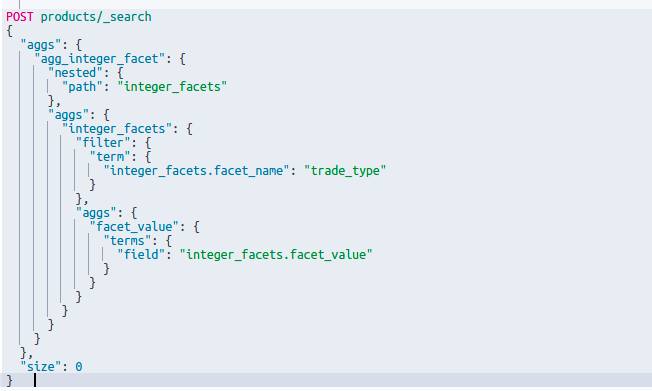 POST products/_search
{
  "aggs": {
    "agg_integer_facet": {
      "nested": {
        "path": "integer_facets"
      },
      "aggs": {
        "integer_facets": {
          "filter": {
            "term": {
              "integer_facets.facet_name": "trade_type"
            }
          },
          "aggs": {
            "facet_value": {
              "terms": {
                "field": "integer_facets.facet_value"
              }
            }
          }
        }
      }
    }
  },
  "size": 0
}